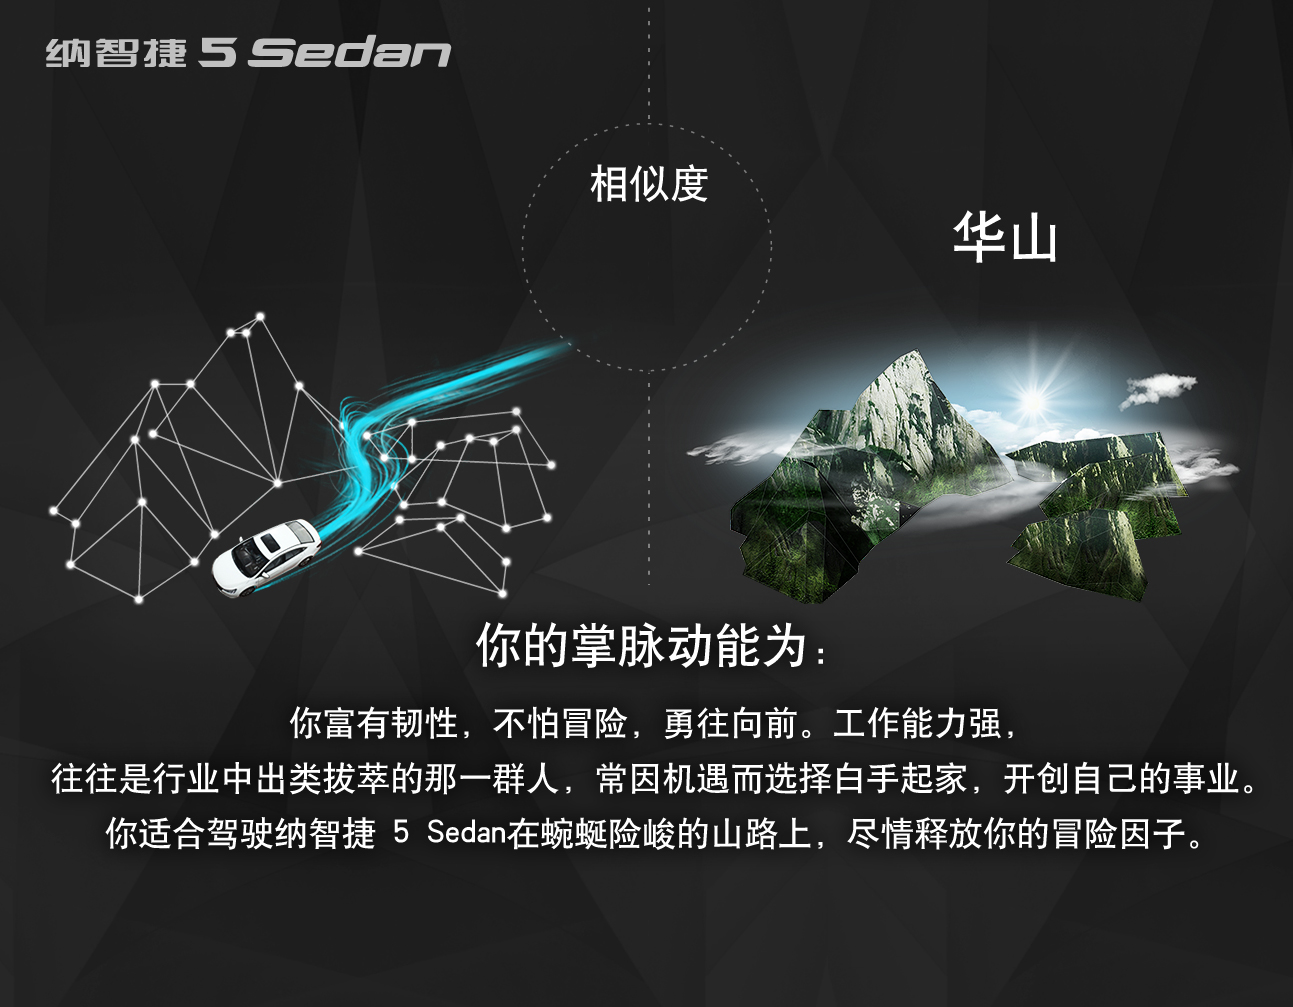 纳智捷 5 Sedan
相似度
华山
你的掌脉动能为：
你富有韧性，不怕冒险，勇往向前。工作能力强，
往往是行业中出类拔萃的那一群人，常因机遇而选择白手起家，开创自己的事业。
你适合驾驶纳智捷 5 Sedan在蜿蜒险峻的山路上，尽情释放你的冒险因子。